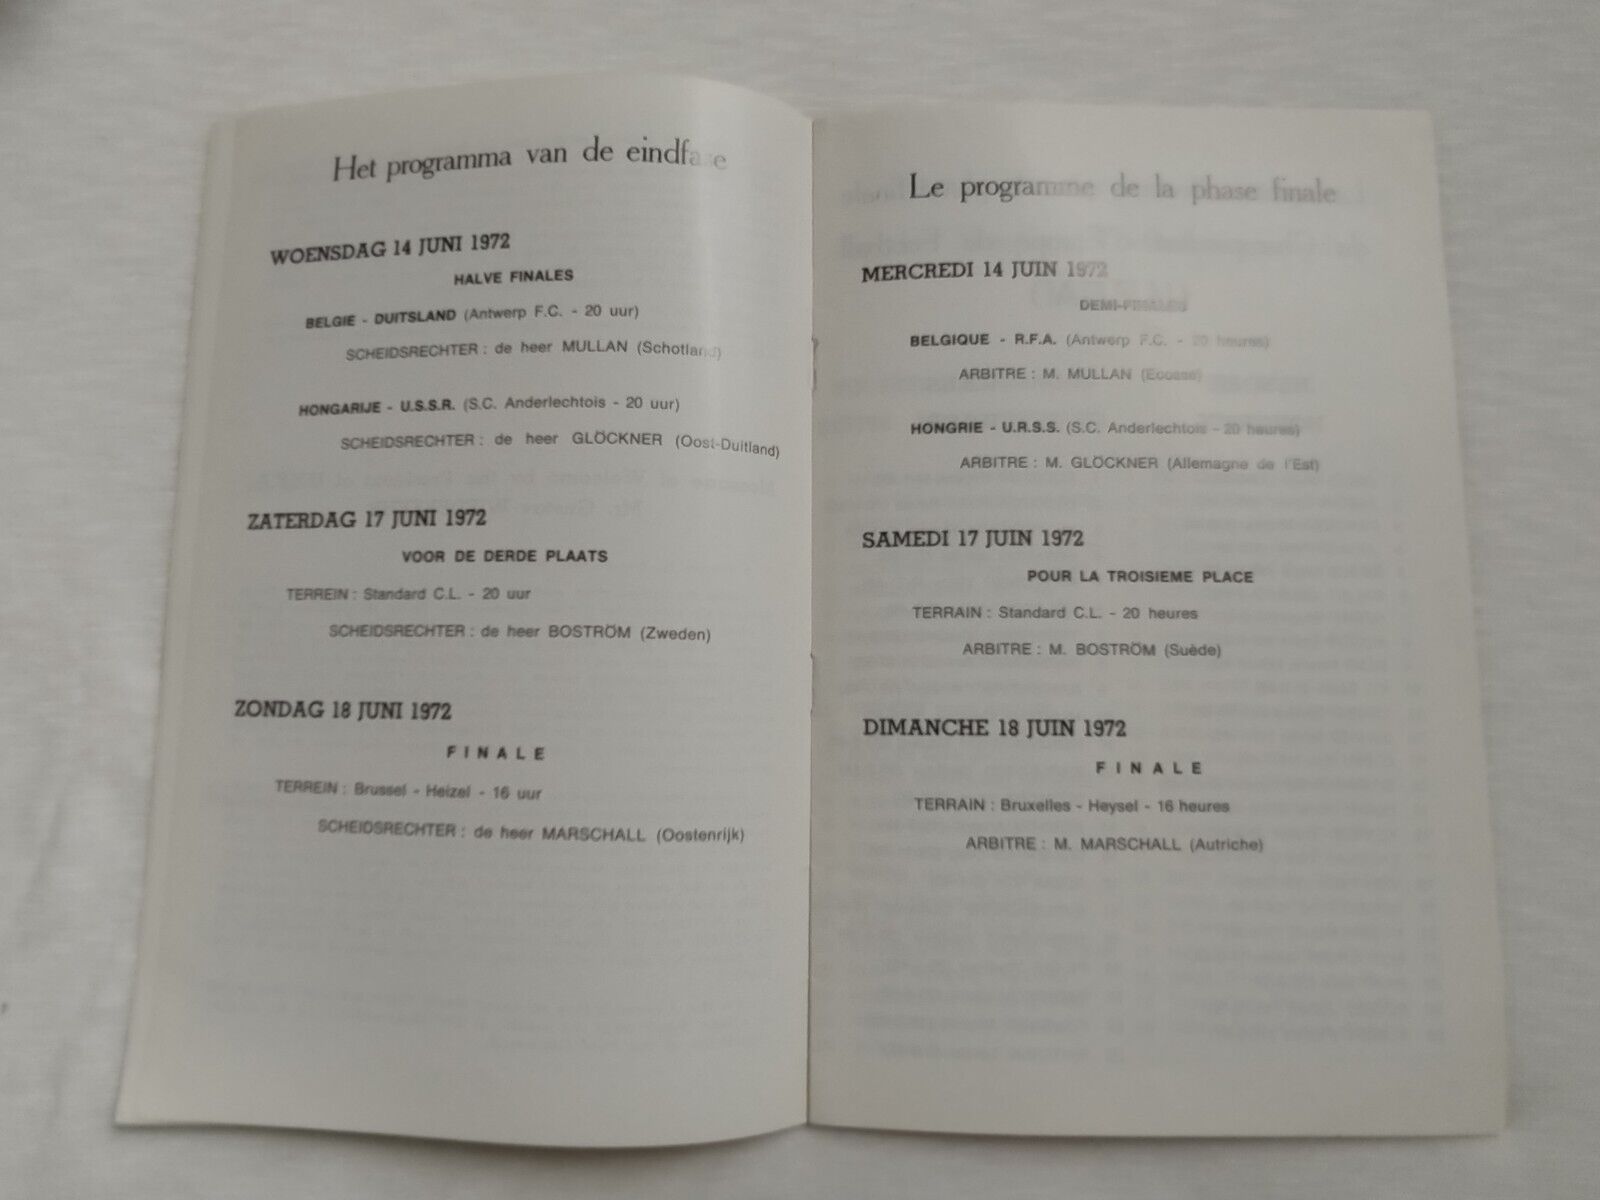 Het programma van de eindfase
WOENSDAG 14 JUNI 1972
HALVE FINALES
BELGIE - DUITSLAND (Antwerp F.C. - 20 uur)
SCHEIDSRECHTER : de heer MULLAN (Schotland)
HONGARIJE - U.S.S.R. (S.C. Anderlechtois - 20 uur)
SCHEIDSRECHTER : de heer GLÖCKNER (Oost-Duitland)
ZATERDAG 17 JUNI 1972
VOOR DE DERDE PLAATS
TERREIN : Standard C.L. - 20 uur
SCHEIDSRECHTER : de heer BOSTRÖM (Zweden)
ZONDAG 18 JUNI 1972
FINALE
TERREIN : Brussel - Heizel - 16 uur
SCHEIDSRECHTER : de heer MARSCHALL (Oostenrijk)
Le programme de la phase finale
MERCREDI 14 JUIN 1972
DEMI-FINALES
BELGIQUE - R.F.A. (Antwerp F.C. - 20 heures)
ARBITRE : M. MULLAN (Ecosse)
HONGRIE - U.R.S.S. (S.C. Anderlechtois - 20 heures)
ARBITRE : M. GLÖCKNER (Allemagne de l'Est)
SAMEDI 17 JUIN 1972
POUR LA TROISIEME PLACE
TERRAIN : Standard C.L. - 20 heures
ARBITRE : M. BOSTRÖM (Suède)
DIMANCHE 18 JUIN 1972
FINALE
TERRAIN : Bruxelles - Heysel - 16 heures
ARBITRE : M. MARSCHALL (Autriche)